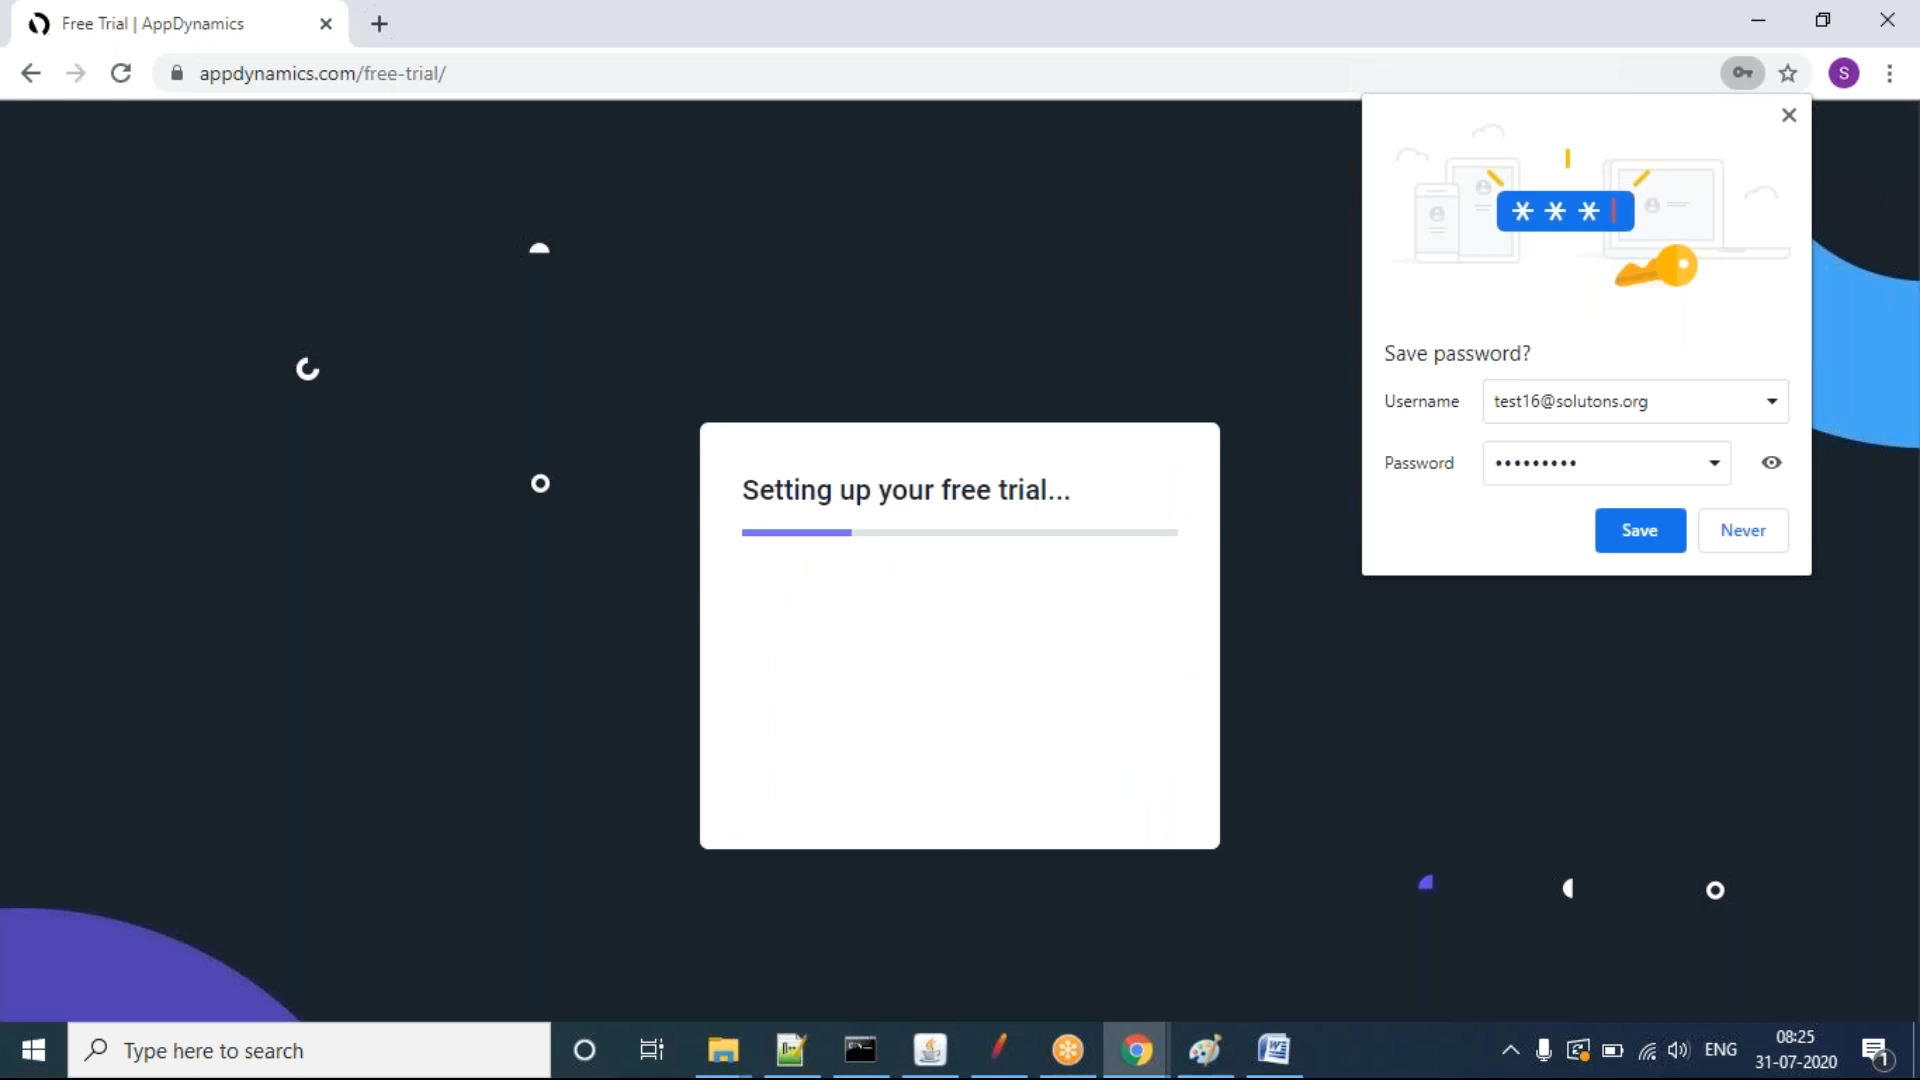 Free Trial | AppDynamics
appdynamics.com/free-trial/
S
* * *
Save password?
Username test16@solutons.org
Password •••••••••
Save Never
Setting up your free trial...
Type here to search
ENG
08:25
31-07-2020
1